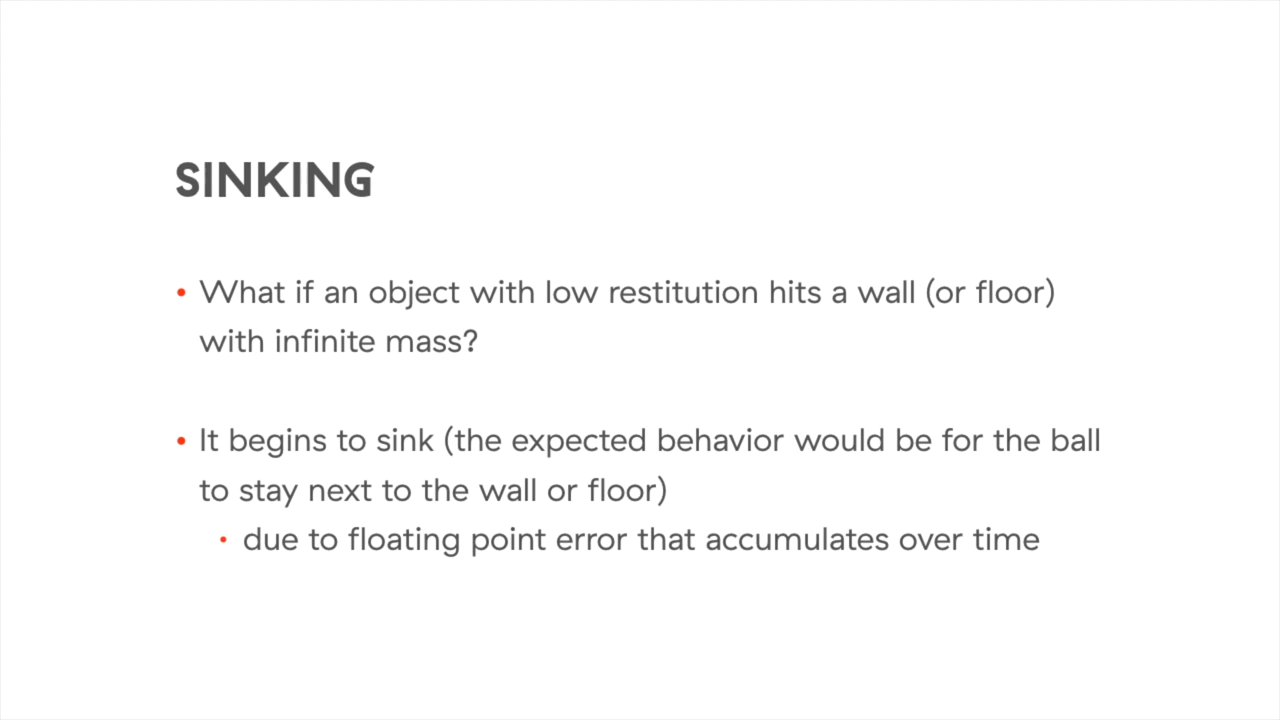 SINKING
• What if an object with low restitution hits a wall (or floor)
with infinite mass?
• It begins to sink (the expected behavior would be for the ball
to stay next to the wall or floor)
• due to floating point error that accumulates over time